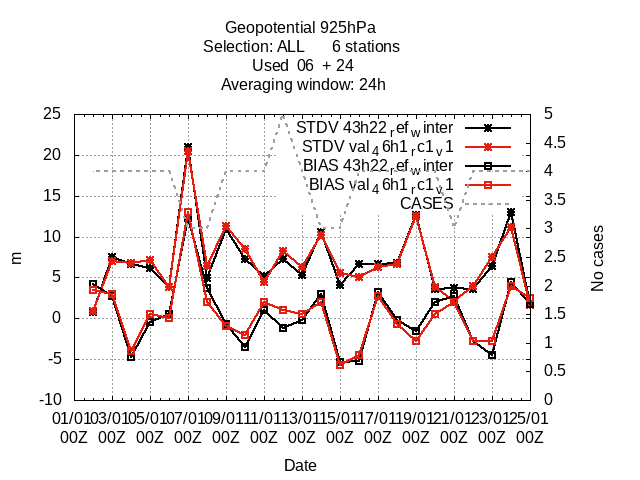 Geopotential 925hPa
Selection: ALL 6 stations
Used 06 + 24
Averaging window: 24h
STDV 43h22refwinter
STDV val46h1rc1v1
BIAS 43h22refwinter
BIAS val46h1rc1v1
CASES
25
20
15
10
5
0
-5
-10
m
5
4.5
4
3.5
3
2.5
2
1.5
1
0.5
0
No cases
01/01 03/01 05/01 07/01 09/01 11/01 13/01 15/01 17/01 19/01 21/01 23/01 25/01
00Z 00Z 00Z 00Z 00Z 00Z 00Z 00Z 00Z 00Z 00Z 00Z 00Z
Date